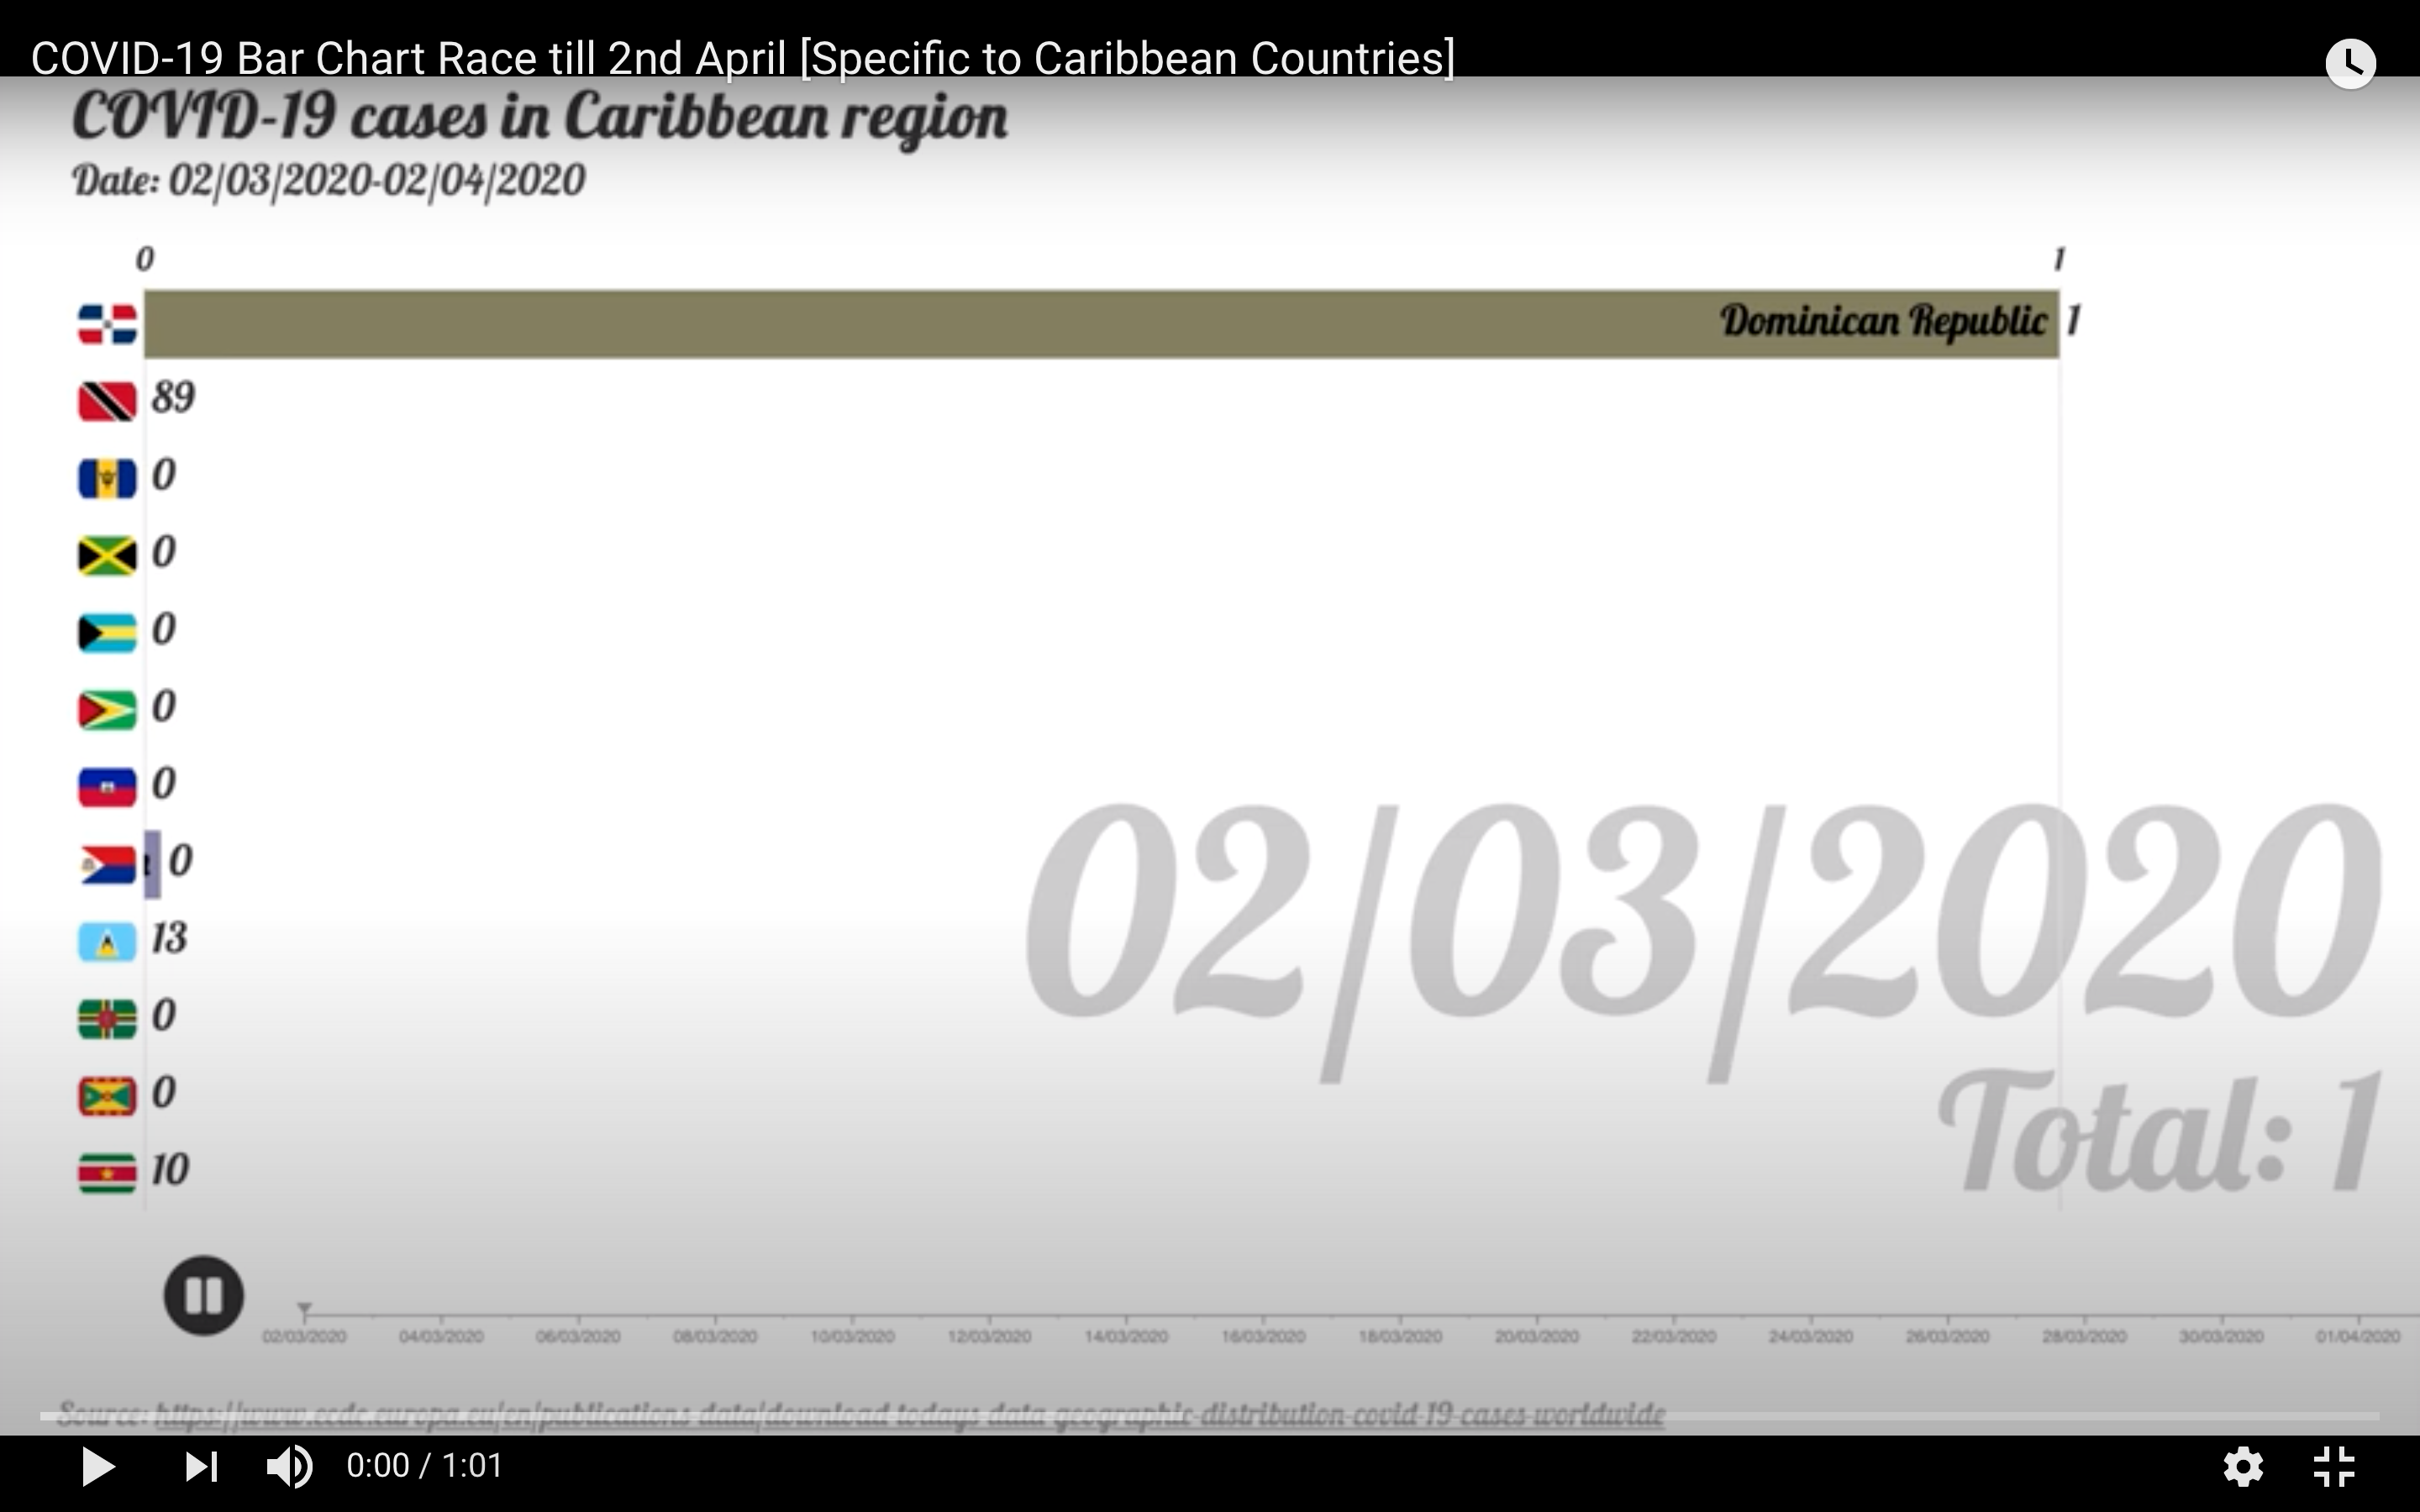 COVID-19 Bar Chart Race till 2nd April [Specific to Caribbean Countries]
COVID-19 cases in Caribbean region
Date: 02/03/2020-02/04/2020
0 1
Dominican Republic 1
89
0
0
0
0
0
0
13
0
0
10
02/03/2020
Total: 1
02/03/2020 04/03/2020 06/03/2020 08/03/2020 10/03/2020 12/03/2020 14/03/2020 16/03/2020 18/03/2020 20/03/2020 22/03/2020 24/03/2020 26/03/2020 28/03/2020 30/03/2020 01/04/2020
Source: https://www.ecdc.europa.eu/en/publications-data/download-todays-data-geographic-distribution-covid-19-cases-worldwide
0:00 / 1:01